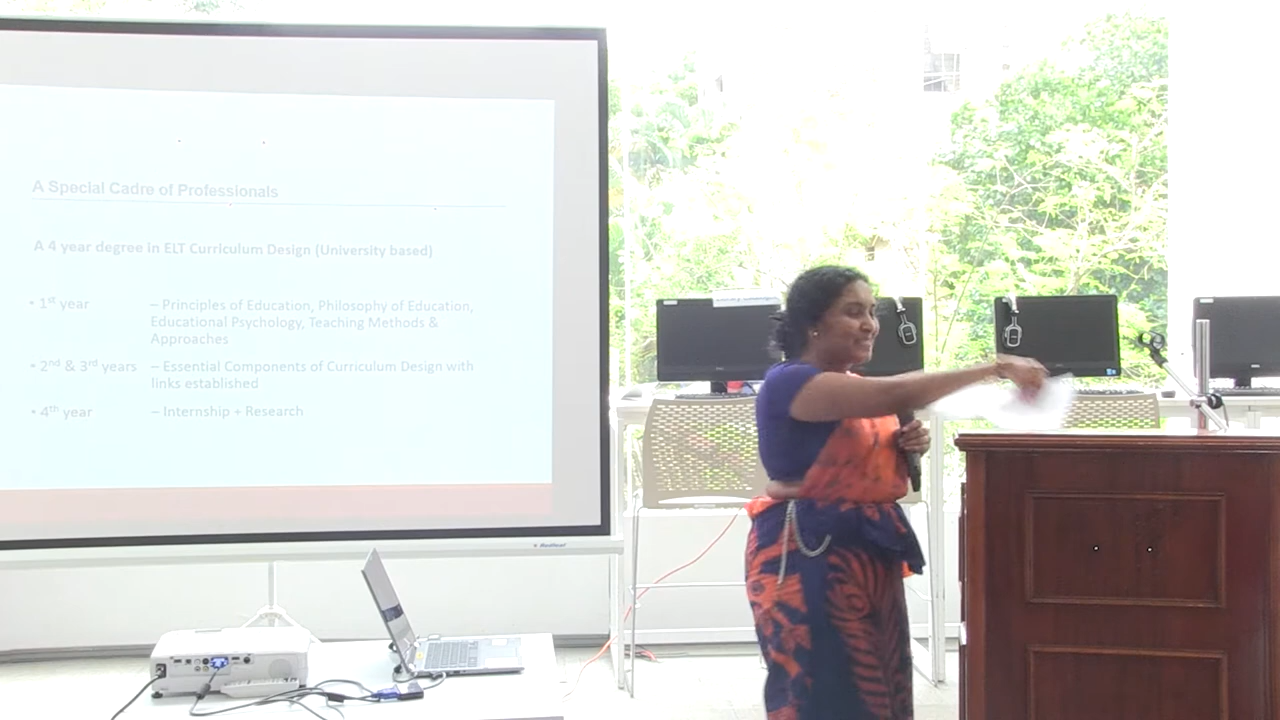 A Special Cadre of Professionals
A 4 year degree in ELT Curriculum Design (University based)
• 1st year – Principles of Education, Philosophy of Education,
Educational Psychology, Teaching Methods &
Approaches
• 2nd & 3rd years – Essential Components of Curriculum Design with
links established
• 4th year – Internship + Research